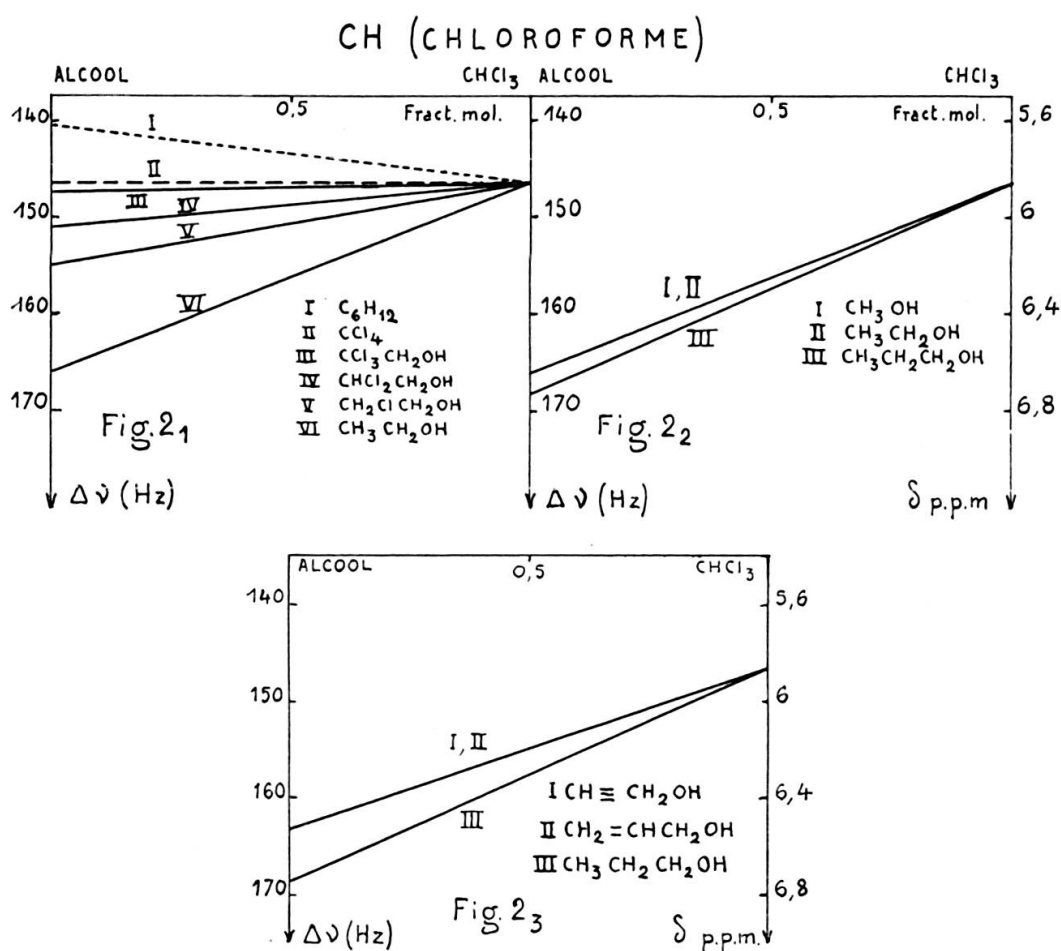 CH (CHLOROFORME)
ALCOOL CHCl3 ALCOOL CHCl3
0,5 Fract. mol. 0,5 Fract. mol.
140 140 5,6
150 150 6
160 160 6,4
170 170 6,8
I
II
III IV
V
VI
I C6H12
II CCl4
III CCl3CH2OH
IV CHCl2CH2OH
V CH2ClCH2OH
VI CH3CH2OH
Fig.21
Δν (Hz)
I, II
III
I CH3OH
II CH3CH2OH
III CH3CH2CH2OH
Fig.22
Δν (Hz) δ p.p.m
ALCOOL 0,5 CHCl3
140 5,6
150 6
160 6,4
170 6,8
I, II
III
I CH≡CH2OH
II CH2=CHCH2OH
III CH3CH2CH2OH
Fig.23
Δν (Hz) δ p.p.m.